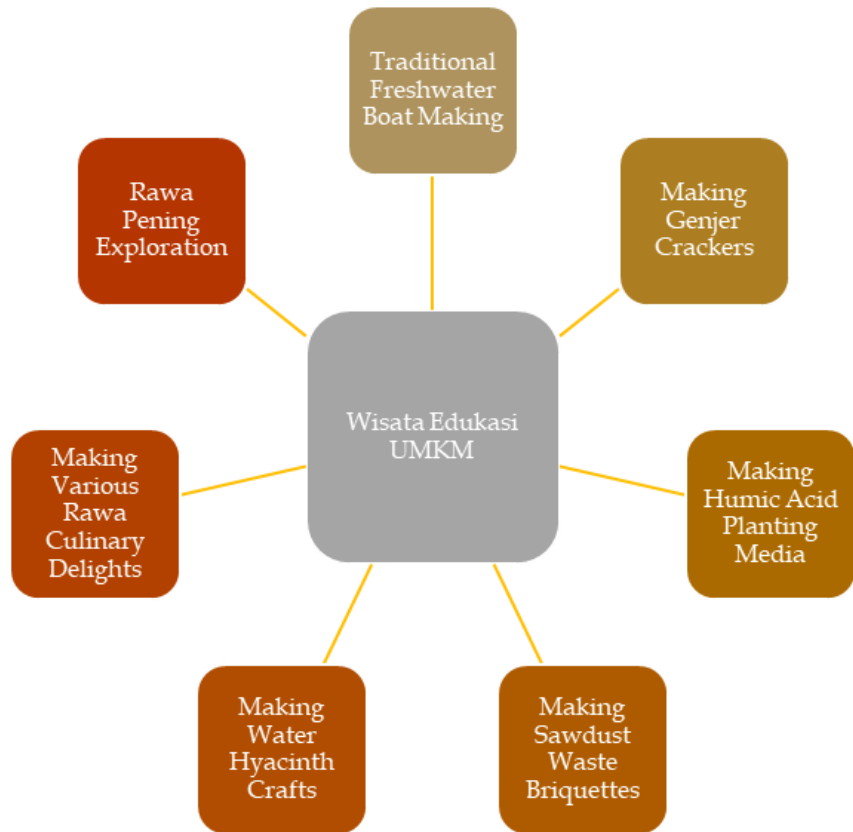 Traditional
Freshwater
Boat Making
Rawa
Pening
Exploration
Making
Genjer
Crackers
Wisata Edukasi
UMKM
Making
Various
Rawa
Culinary
Delights
Making
Humic Acid
Planting
Media
Making
Water
Hyacinth
Crafts
Making
Sawdust
Waste
Briquettes